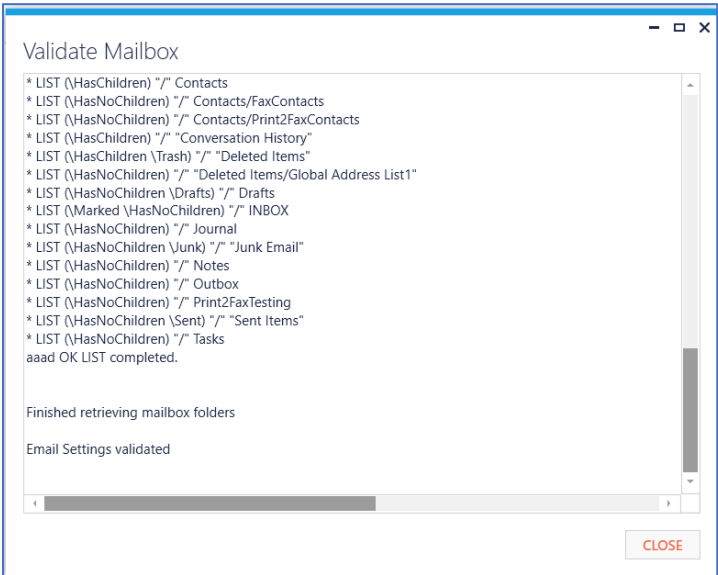 Validate Mailbox
* LIST (\HasChildren) "/" Contacts
* LIST (\HasNoChildren) "/" Contacts/FaxContacts
* LIST (\HasNoChildren) "/" Contacts/Print2FaxContacts
* LIST (\HasChildren) "/" "Conversation History"
* LIST (\HasChildren \Trash) "/" "Deleted Items"
* LIST (\HasNoChildren) "/" "Deleted Items/Global Address List1"
* LIST (\HasNoChildren \Drafts) "/" Drafts
* LIST (\Marked \HasNoChildren) "/" INBOX
* LIST (\HasNoChildren) "/" Journal
* LIST (\HasNoChildren \Junk) "/" "Junk Email"
* LIST (\HasNoChildren) "/" Notes
* LIST (\HasNoChildren) "/" Outbox
* LIST (\HasNoChildren) "/" Print2FaxTesting
* LIST (\HasNoChildren \Sent) "/" "Sent Items"
* LIST (\HasNoChildren) "/" Tasks
aaad OK LIST completed.
Finished retrieving mailbox folders
Email Settings validated
CLOSE